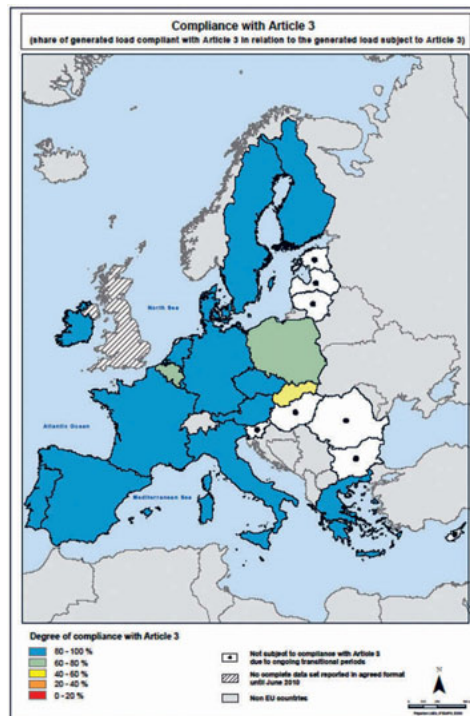 Compliance with Article 3
(share of generated load compliant with Article 3 in relation to the generated load subject to Article 3)
North Sea
Atlantic Ocean
Mediterranean Sea
Degree of compliance with Article 3
80 - 100 %
60 - 80 %
40 - 60 %
20 - 40 %
0 - 20 %
Not subject to compliance with Article 3
due to ongoing transitional periods
No complete data set reported in agreed format
until June 2010
Non EU countries
N